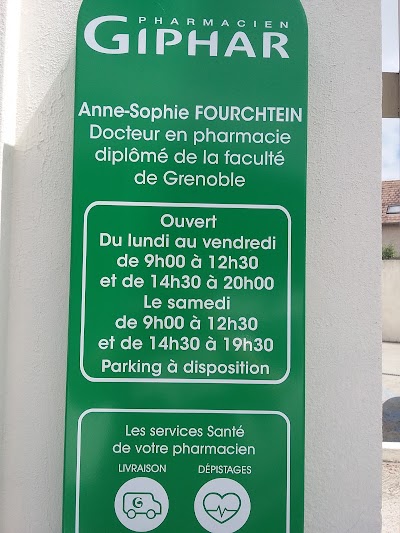 PHARMACIEN
GIPHAR
Anne-Sophie FOURCHTEIN
Docteur en pharmacie
diplômé de la faculté
de Grenoble
Ouvert
Du lundi au vendredi
de 9h00 à 12h30
et de 14h30 à 20h00
Le samedi
de 9h00 à 12h30
et de 14h30 à 19h30
Parking à disposition
Les services Santé
de votre pharmacien
LIVRAISON DÉPISTAGES